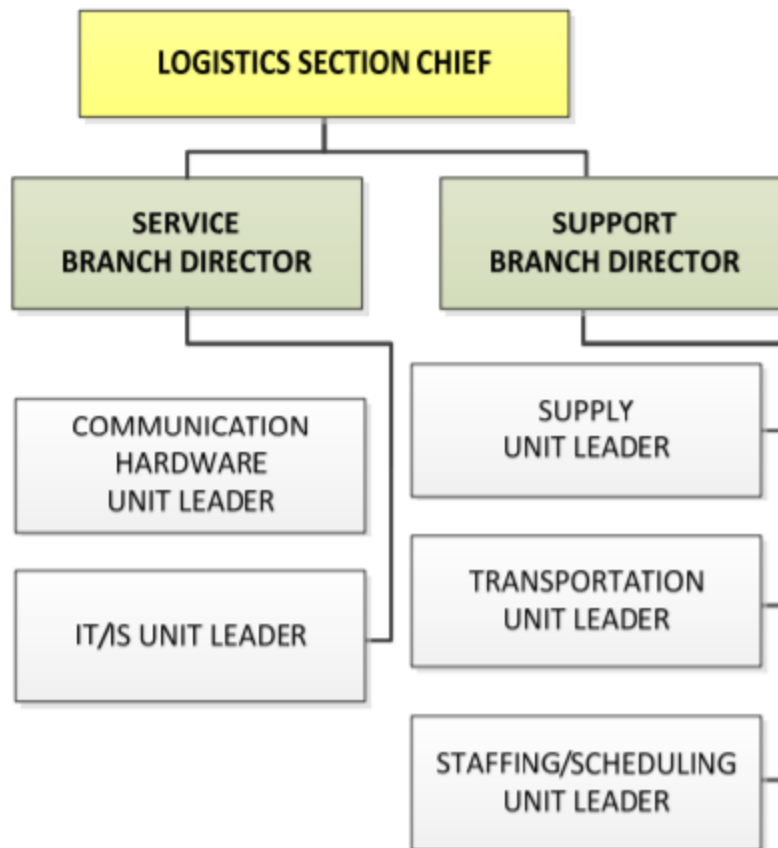 LOGISTICS SECTION CHIEF
SERVICE
BRANCH DIRECTOR
SUPPORT
BRANCH DIRECTOR
COMMUNICATION
HARDWARE
UNIT LEADER
IT/IS UNIT LEADER
SUPPLY
UNIT LEADER
TRANSPORTATION
UNIT LEADER
STAFFING/SCHEDULING
UNIT LEADER